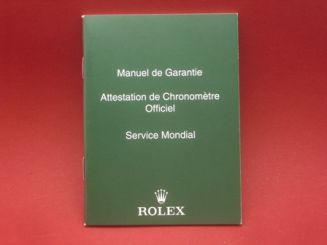 Manuel de Garantie
Attestation de Chronomètre
Officiel
Service Mondial
ROLEX